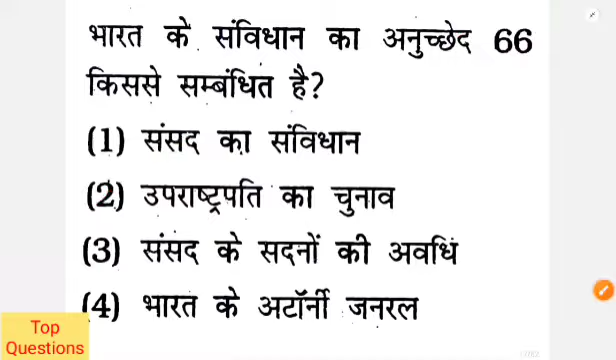 भारत के संविधान का अनुच्छेद 66
किससे सम्बंधित है?
(1) संसद का संविधान
(2) उपराष्ट्रपति का चुनाव
(3) संसद के सदनों की अवधि
(4) भारत के अटॉर्नी जनरल
Top
Questions